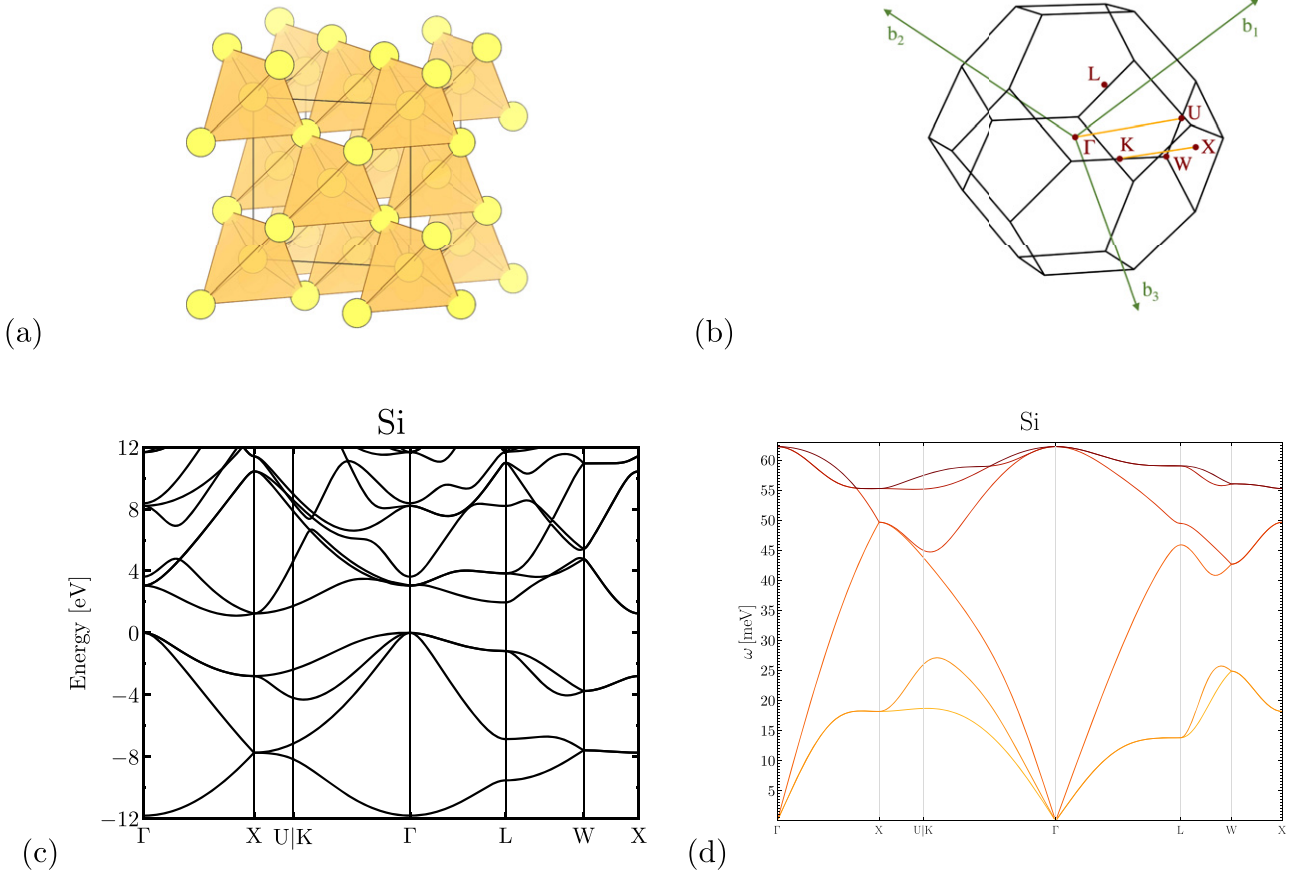 b₂
b₁
L
U
Γ
K
X
W
b₃
(a)
(b)
Si
12
8
4
0
−4
−8
−12
Energy [eV]
Γ X U|K Γ L W X
(c)
Si
60
55
50
45
40
35
30
25
20
15
10
5
ω [meV]
Γ X U|K Γ L W X
(d)